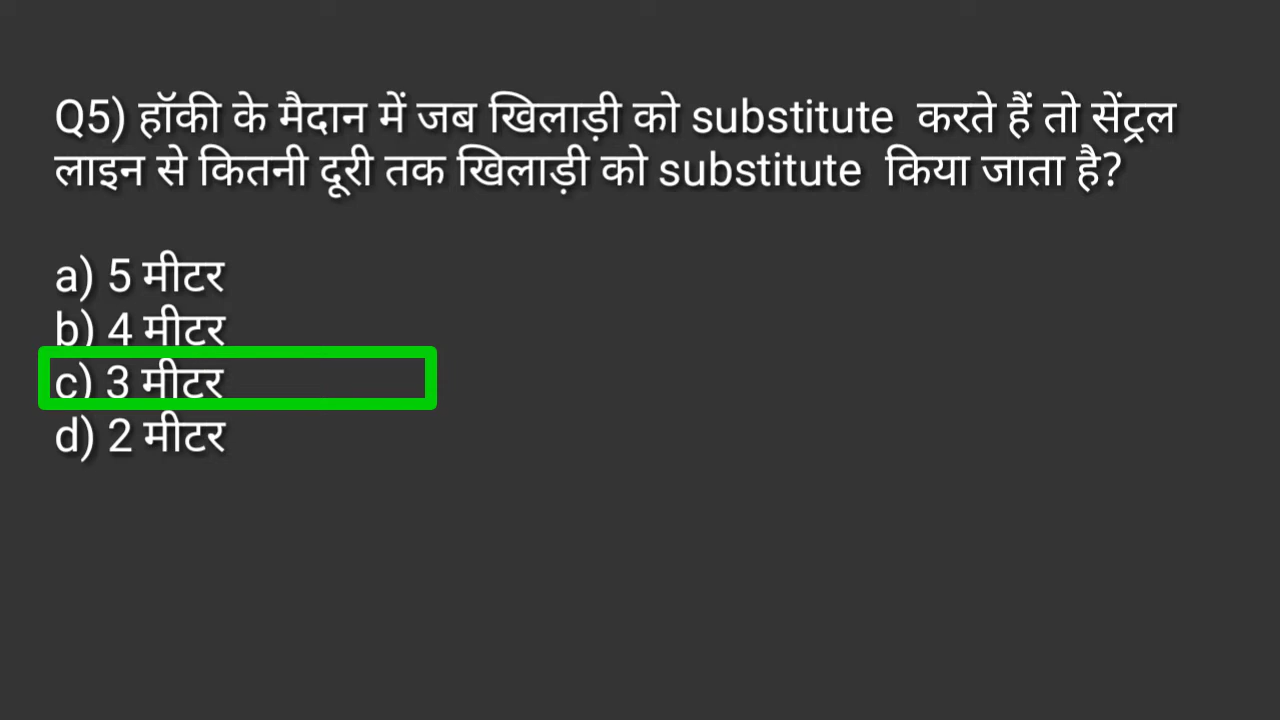 Q5) हॉकी के मैदान में जब खिलाड़ी को substitute करते हैं तो सेंट्रल
लाइन से कितनी दूरी तक खिलाड़ी को substitute किया जाता है?
a) 5 मीटर
b) 4 मीटर
c) 3 मीटर
d) 2 मीटर